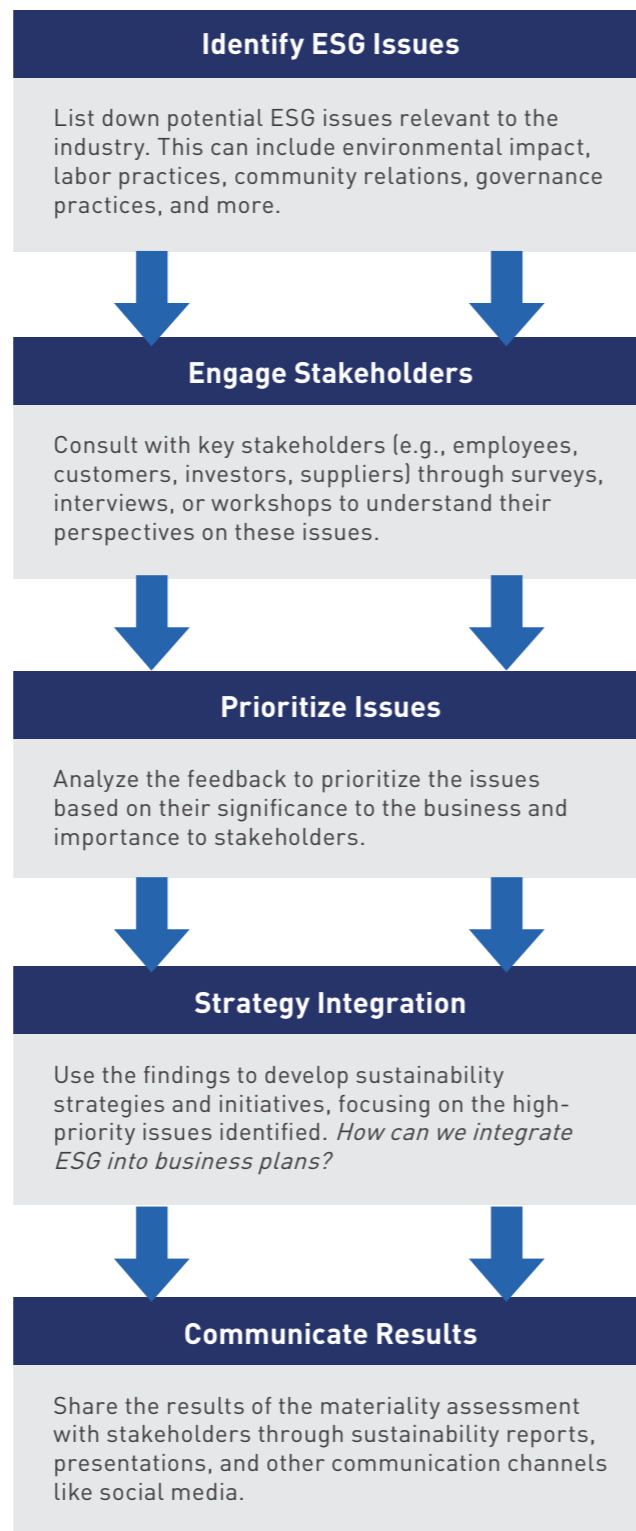 Identify ESG Issues
List down potential ESG issues relevant to the
industry. This can include environmental impact,
labor practices, community relations, governance
practices, and more.
Engage Stakeholders
Consult with key stakeholders (e.g., employees,
customers, investors, suppliers) through surveys,
interviews, or workshops to understand their
perspectives on these issues.
Prioritize Issues
Analyze the feedback to prioritize the issues
based on their significance to the business and
importance to stakeholders.
Strategy Integration
Use the findings to develop sustainability
strategies and initiatives, focusing on the high-
priority issues identified. How can we integrate
ESG into business plans?
Communicate Results
Share the results of the materiality assessment
with stakeholders through sustainability reports,
presentations, and other communication channels
like social media.